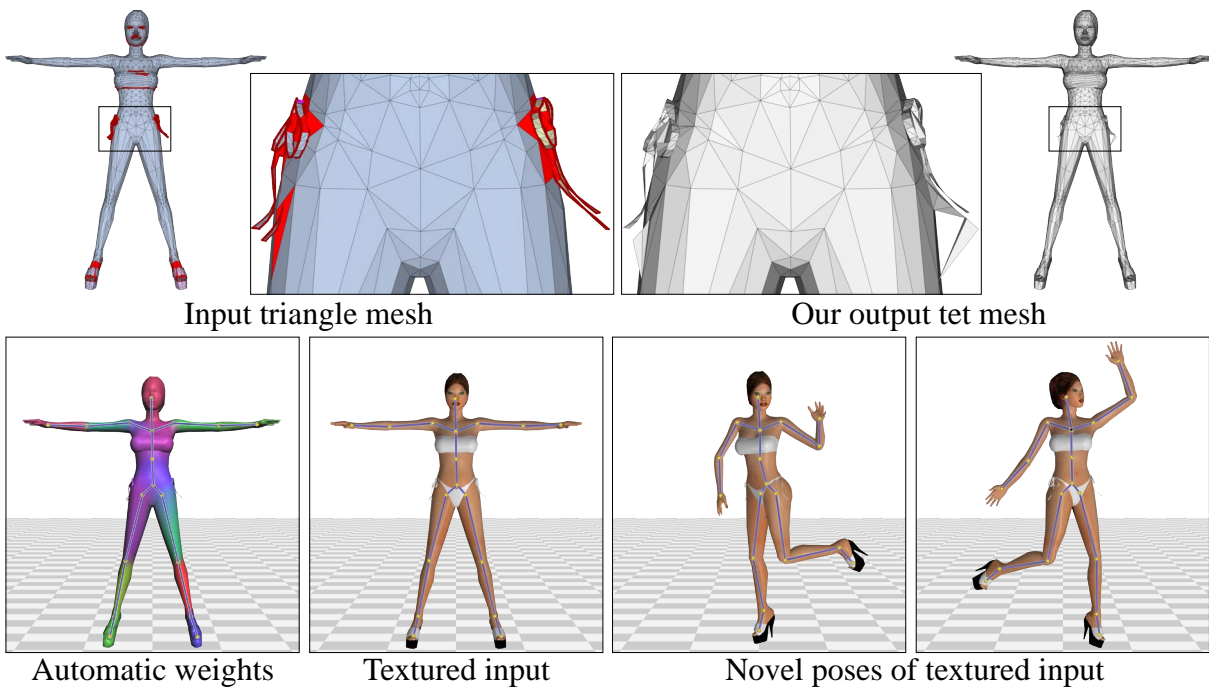 Input triangle mesh
Our output tet mesh
Automatic weights
Textured input
Novel poses of textured input